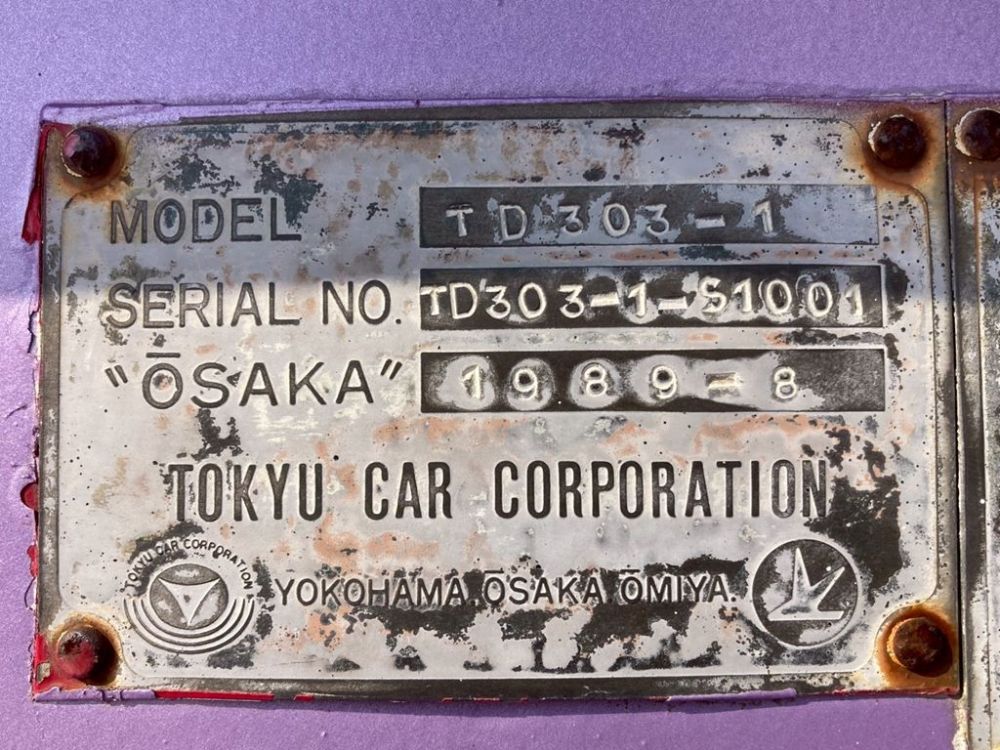 MODEL TD303-1
SERIAL NO. TD303-1-S1001
"ŌSAKA" 1989-8
TOKYU CAR CORPORATION
TOKYU CAR CORPORATION
YOKOHAMA.ŌSAKA ŌMIYA.